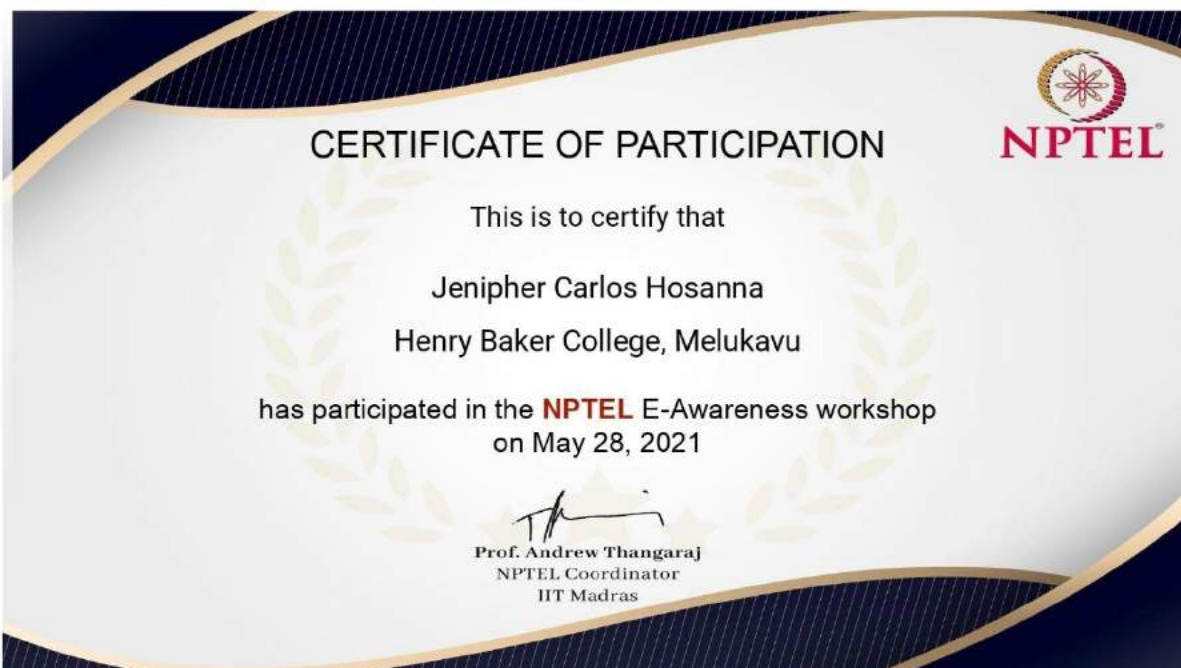 CERTIFICATE OF PARTICIPATION
NPTEL®
This is to certify that
Jenipher Carlos Hosanna
Henry Baker College, Melukavu
has participated in the NPTEL E-Awareness workshop
on May 28, 2021
Prof. Andrew Thangaraj
NPTEL Coordinator
IIT Madras